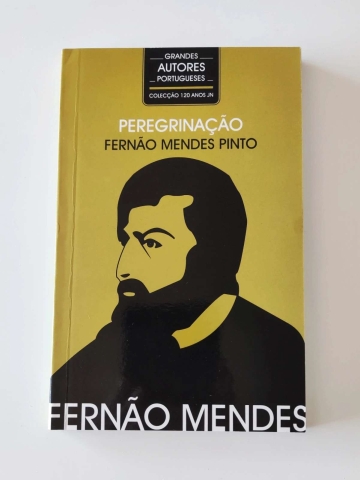 GRANDES
AUTORES
PORTUGUESES
COLECÇÃO 120 ANOS JN
PEREGRINAÇÃO
FERNÃO MENDES PINTO
FERNÃO MENDES